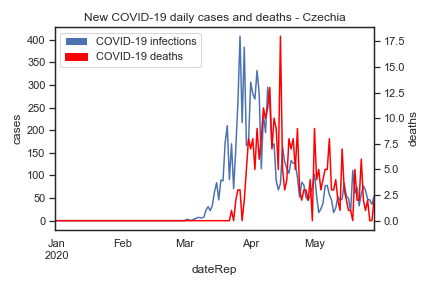 New COVID-19 daily cases and deaths - Czechia
COVID-19 infections
COVID-19 deaths
400
350
300
250
200
150
100
50
0
cases
17.5
15.0
12.5
10.0
7.5
5.0
2.5
0.0
deaths
Jan Feb Mar Apr May
2020
dateRep